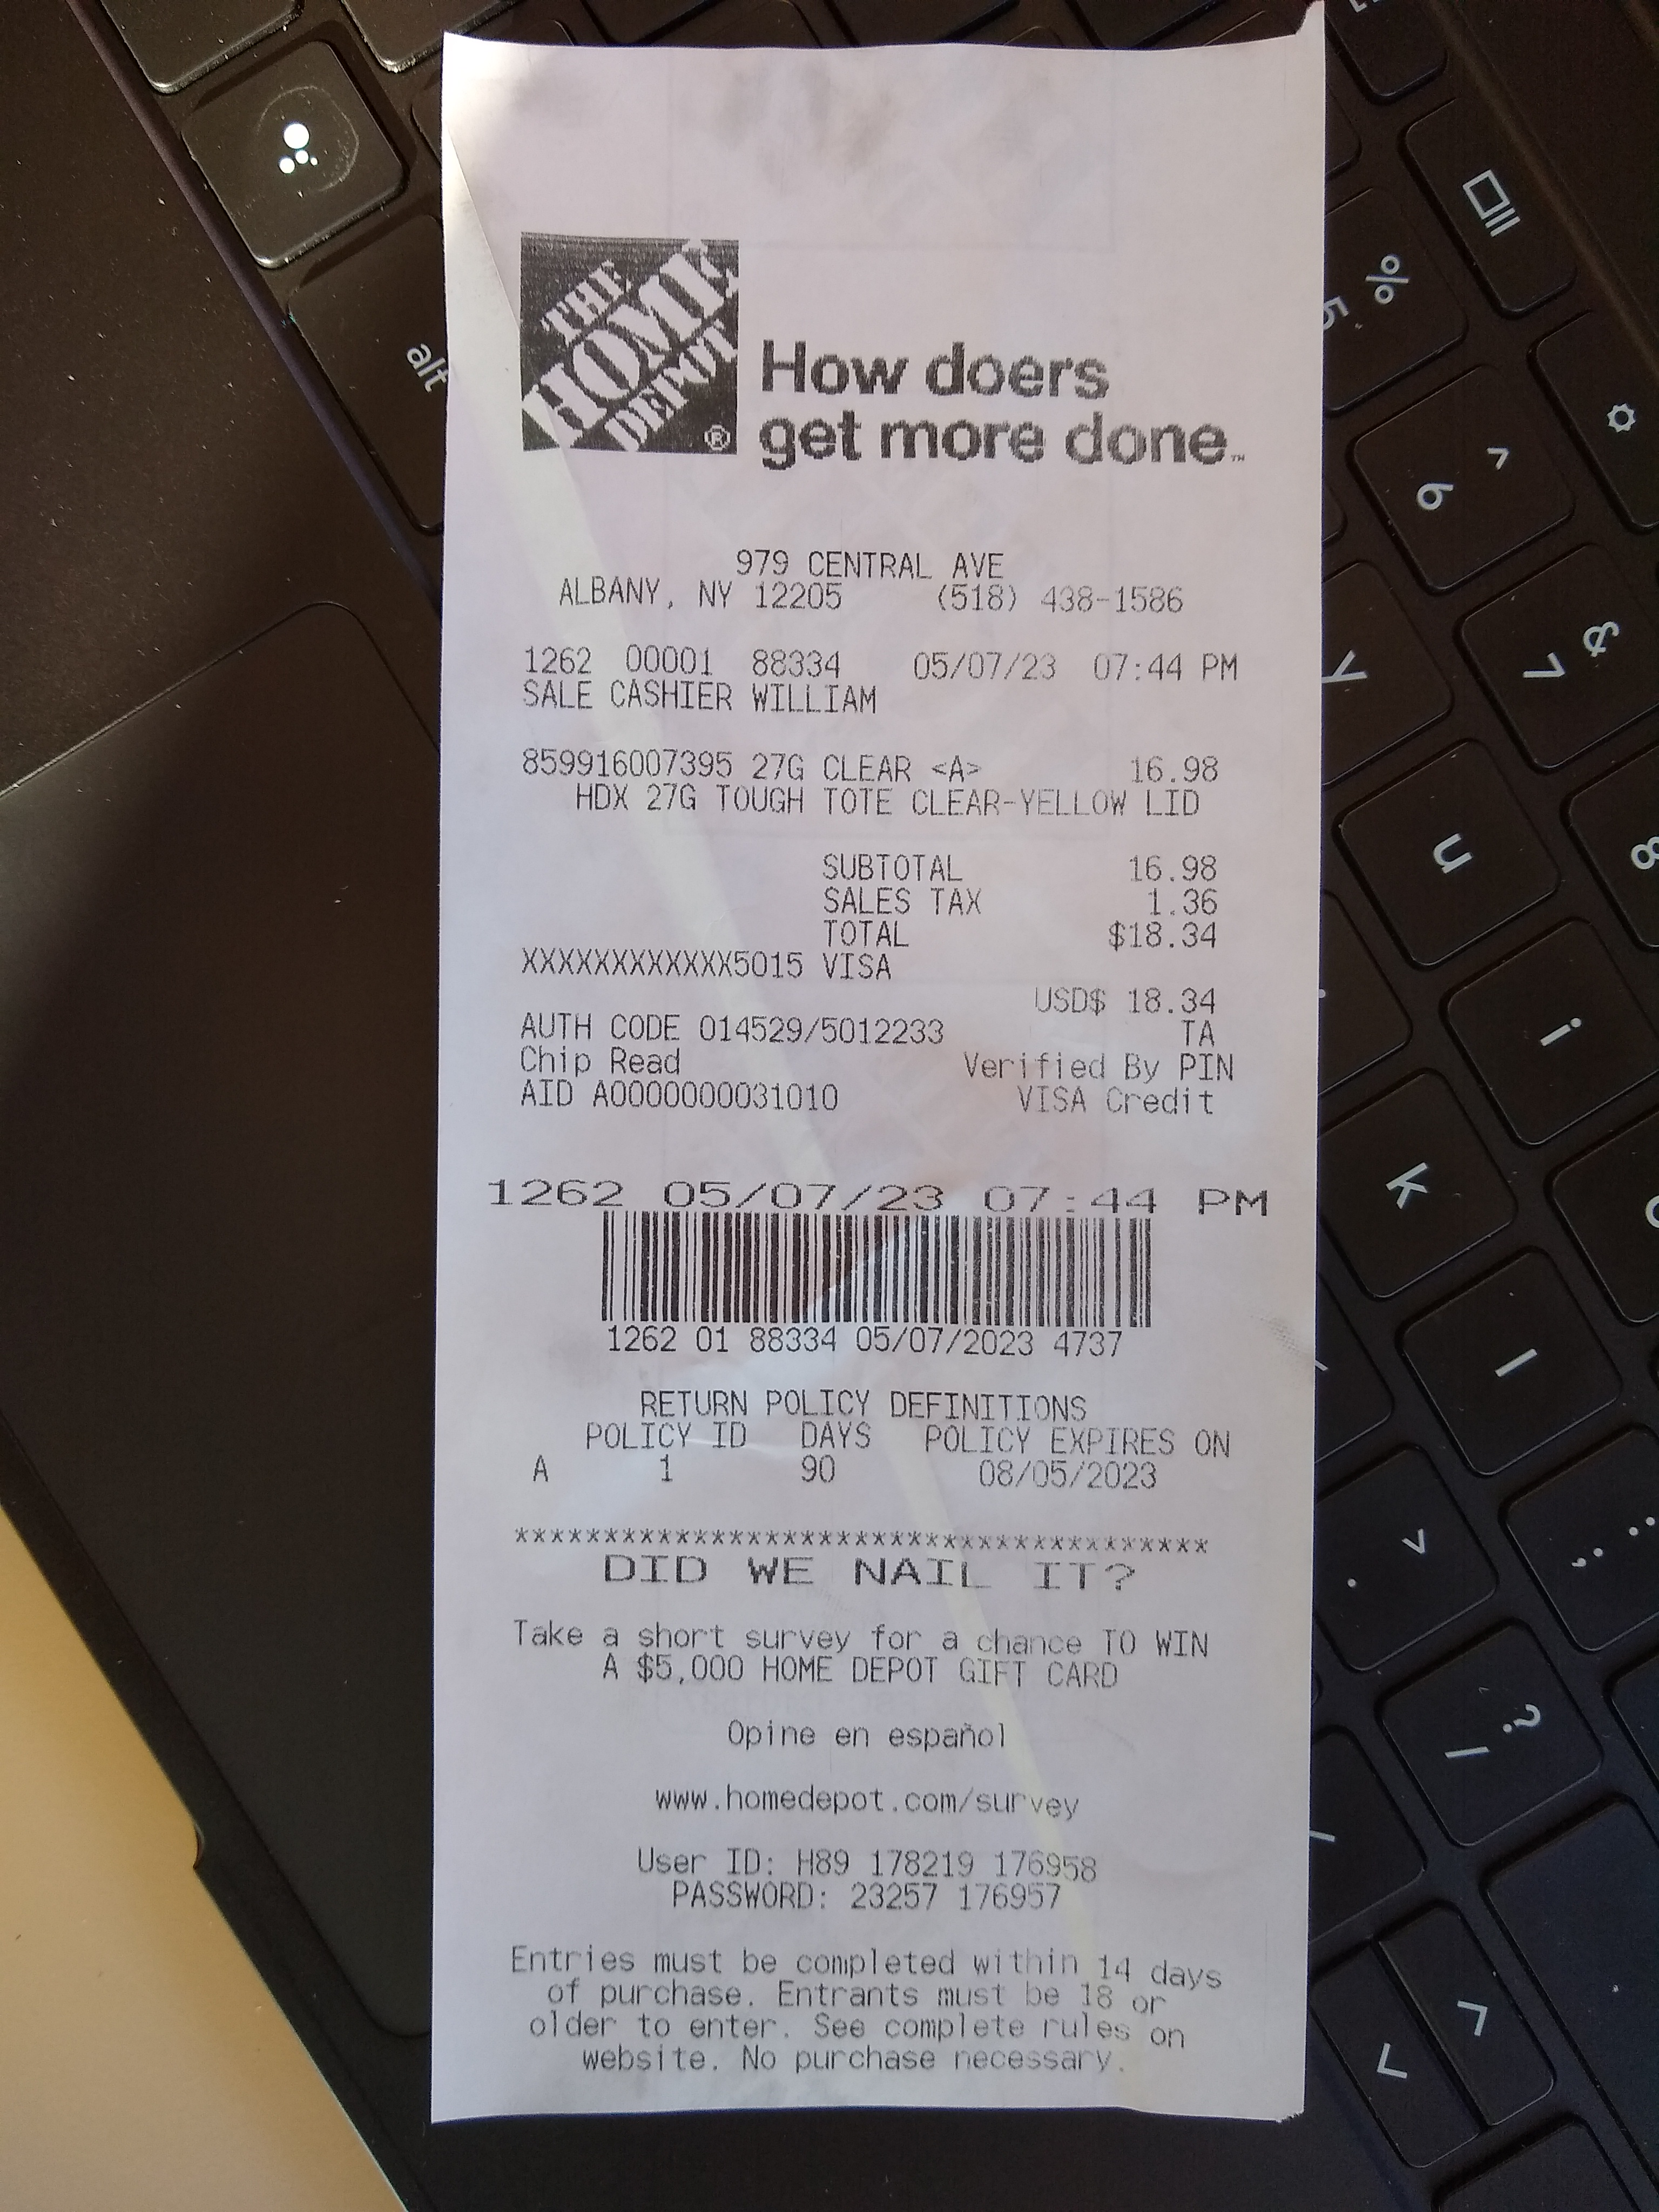 THE
HOME
DEPOT
®
How doers
get more done™
979 CENTRAL AVE
ALBANY, NY 12205 (518) 438-1586
1262 00001 88334 05/07/23 07:44 PM
SALE CASHIER WILLIAM
859916007395 27G CLEAR <A> 16.98
HDX 27G TOUGH TOTE CLEAR-YELLOW LID
SUBTOTAL 16.98
SALES TAX 1.36
TOTAL $18.34
XXXXXXXXXXXX5015 VISA
USD$ 18.34
AUTH CODE 014529/5012233 TA
Chip Read Verified By PIN
AID A0000000031010 VISA Credit
1262 05/07/23 07:44 PM
1262 01 88334 05/07/2023 4737
RETURN POLICY DEFINITIONS
POLICY ID DAYS POLICY EXPIRES ON
A 1 90 08/05/2023
***************************************
DID WE NAIL IT?
Take a short survey for a chance TO WIN
A $5,000 HOME DEPOT GIFT CARD
Opine en español
www.homedepot.com/survey
User ID: H89 178219 176958
PASSWORD: 23257 176957
Entries must be completed within 14 days
of purchase. Entrants must be 18 or
older to enter. See complete rules on
website. No purchase necessary.
alt
%
5
^
6
&
7
y
u
8
i
k
l
>
.
:
;
?
/